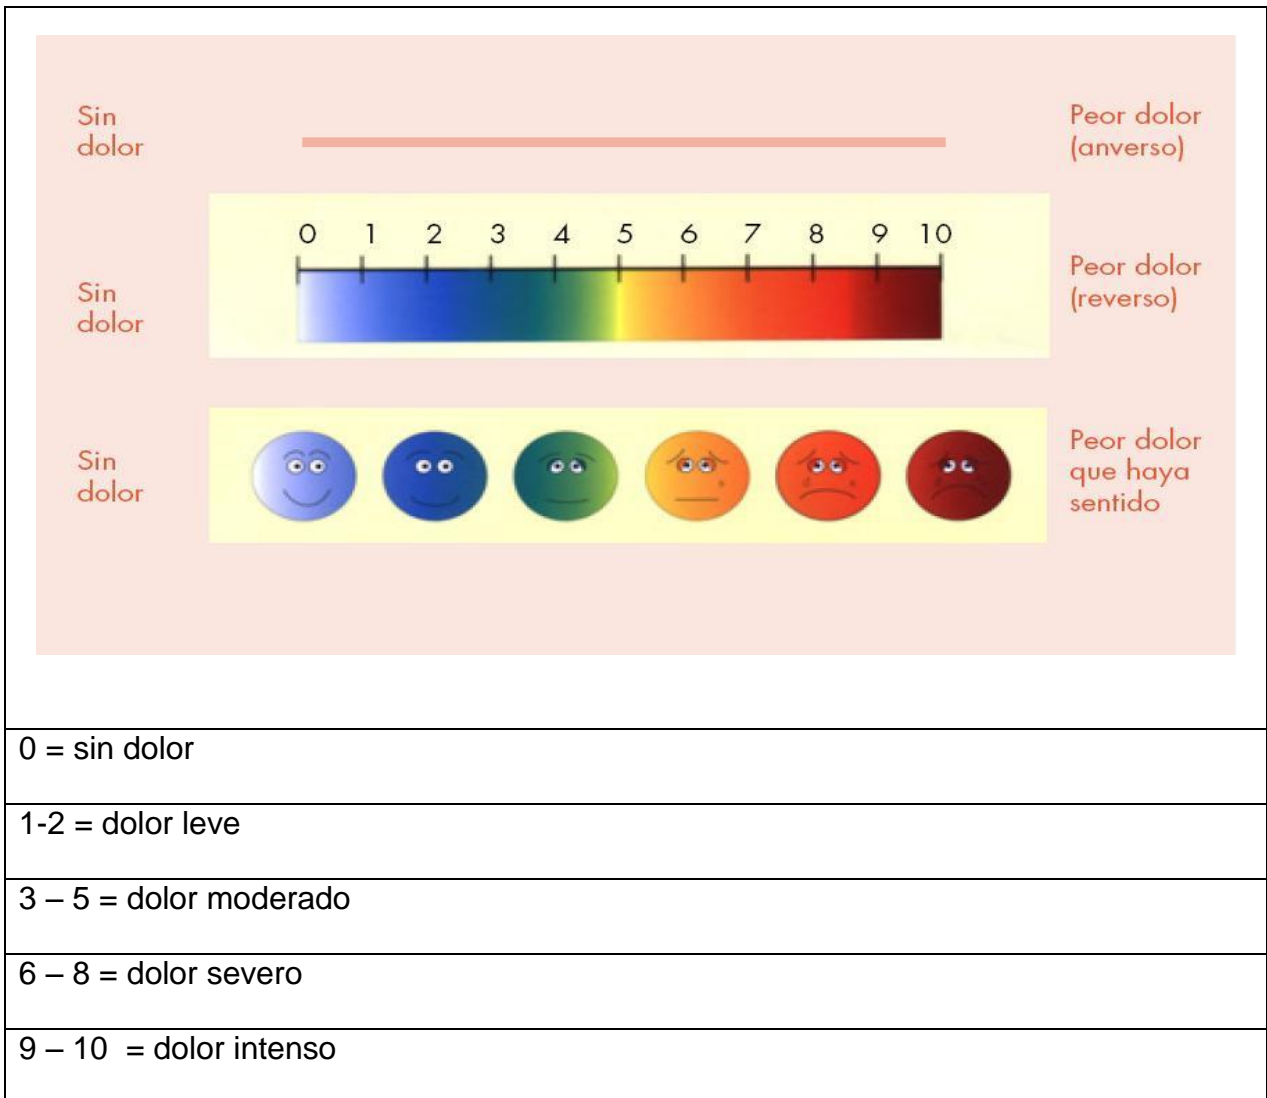 Sin
dolor
Peor dolor
(anverso)
0 1 2 3 4 5 6 7 8 9 10
Sin
dolor
Peor dolor
(reverso)
Sin
dolor
Peor dolor
que haya
sentido
0 = sin dolor
1-2 = dolor leve
3 – 5 = dolor moderado
6 – 8 = dolor severo
9 – 10  = dolor intenso